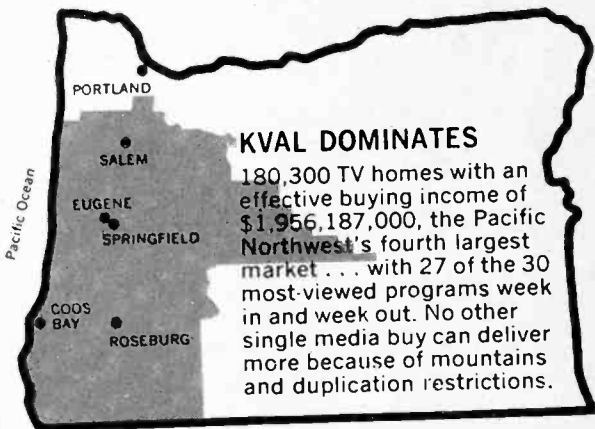 PORTLAND
SALEM
Pacific Ocean
EUGENE
SPRINGFIELD
COOS
BAY
ROSEBURG
KVAL DOMINATES
180,300 TV homes with an
effective buying income of
$1,956,187,000, the Pacific
Northwest's fourth largest
market . . . with 27 of the 30
most-viewed programs week
in and week out. No other
single media buy can deliver
more because of mountains
and duplication restrictions.